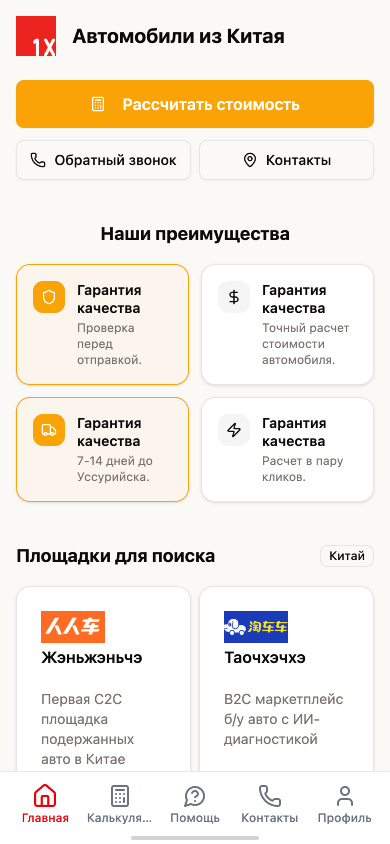 1X
Автомобили из Китая
Рассчитать стоимость
Обратный звонок
Контакты
Наши преимущества
Гарантия
качества
Проверка
перед
отправкой.
Гарантия
качества
Точный расчет
стоимости
автомобиля.
Гарантия
качества
7-14 дней до
Уссурийска.
Гарантия
качества
Расчет в пару
кликов.
Площадки для поиска
Китай
人人车
Жэньжэньчэ
Первая C2C
площадка
подержанных
авто в Китае
淘车车
Таочхэчхэ
B2C маркетплейс
б/у авто с ИИ-
диагностикой
Главная
Калькуля...
Помощь
Контакты
Профиль